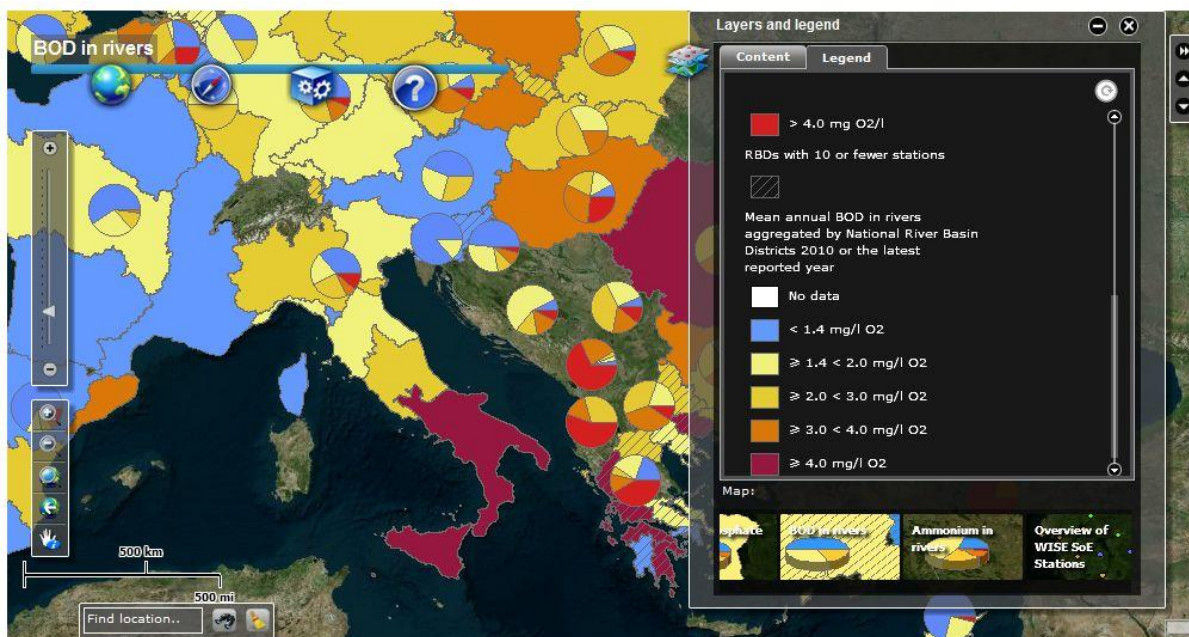 BOD in rivers
Layers and legend
Content
Legend
> 4.0 mg O2/l
RBDs with 10 or fewer stations
Mean annual BOD in rivers
aggregated by National River Basin
Districts 2010 or the latest
reported year
No data
< 1.4 mg/l O2
≥ 1.4 < 2.0 mg/l O2
≥ 2.0 < 3.0 mg/l O2
≥ 3.0 < 4.0 mg/l O2
≥ 4.0 mg/l O2
Map:
BOD in rivers
Ammonium in
rivers
Overview of
WISE SoE
Stations
500 km
500 mi
Find location..